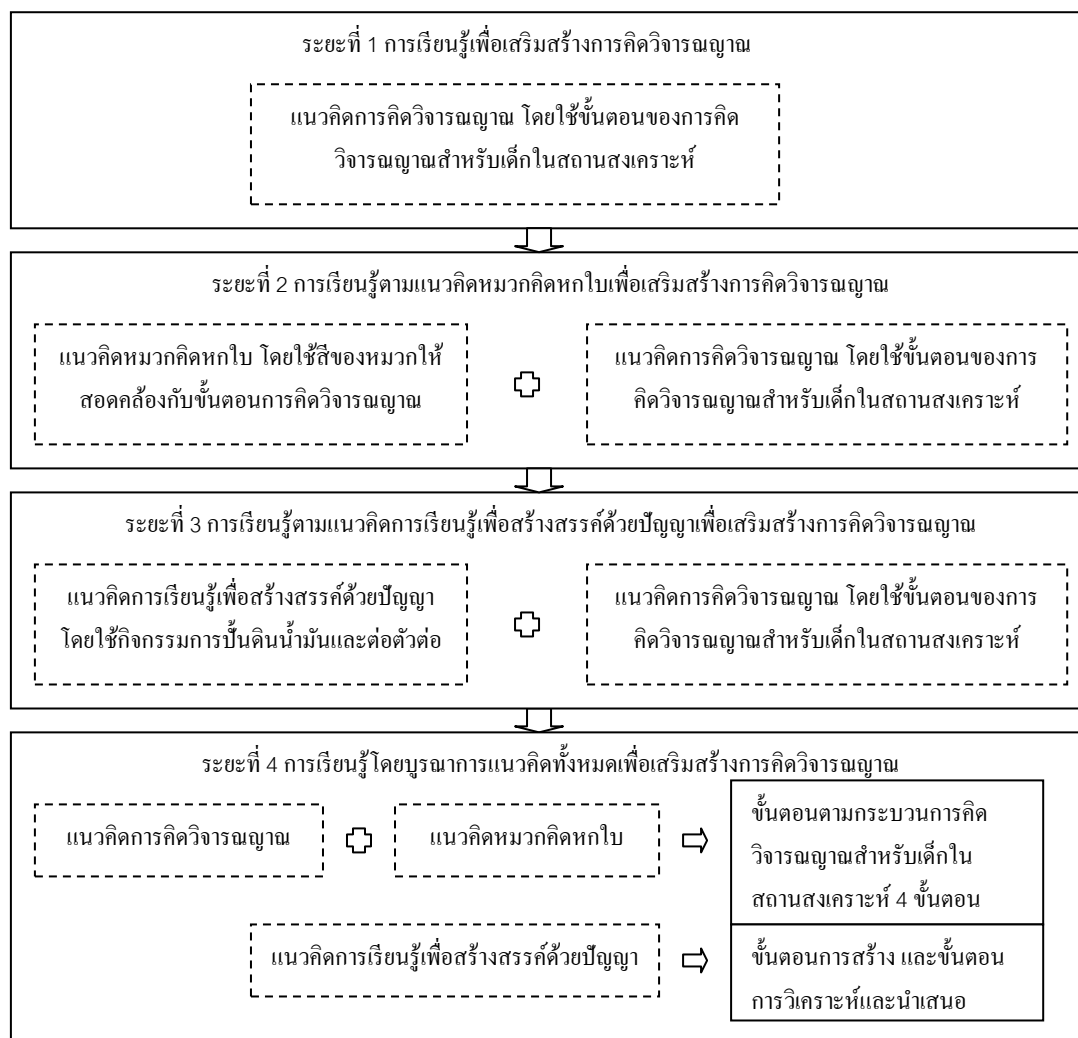 ระยะที่ 1 การเรียนรู้เพื่อเสริมสร้างการคิดวิจารณญาณ
แนวคิดการคิดวิจารณญาณ โดยใช้ขั้นตอนของการคิด
วิจารณญาณสำหรับเด็กในสถานสงเคราะห์
ระยะที่ 2 การเรียนรู้ตามแนวคิดหมวกคิดหกใบเพื่อเสริมสร้างการคิดวิจารณญาณ
แนวคิดหมวกคิดหกใบ โดยใช้สีของหมวกให้
สอดคล้องกับขั้นตอนการคิดวิจารณญาณ
แนวคิดการคิดวิจารณญาณ โดยใช้ขั้นตอนของการ
คิดวิจารณญาณสำหรับเด็กในสถานสงเคราะห์
ระยะที่ 3 การเรียนรู้ตามแนวคิดการเรียนรู้เพื่อสร้างสรรค์ด้วยปัญญาเพื่อเสริมสร้างการคิดวิจารณญาณ
แนวคิดการเรียนรู้เพื่อสร้างสรรค์ด้วยปัญญา
โดยใช้กิจกรรมการปั้นดินน้ำมันและต่อตัวต่อ
แนวคิดการคิดวิจารณญาณ โดยใช้ขั้นตอนของการ
คิดวิจารณญาณสำหรับเด็กในสถานสงเคราะห์
ระยะที่ 4 การเรียนรู้โดยบูรณาการแนวคิดทั้งหมดเพื่อเสริมสร้างการคิดวิจารณญาณ
แนวคิดการคิดวิจารณญาณ
แนวคิดหมวกคิดหกใบ
ขั้นตอนตามกระบวนการคิด
วิจารณญาณสำหรับเด็กใน
สถานสงเคราะห์ 4 ขั้นตอน
แนวคิดการเรียนรู้เพื่อสร้างสรรค์ด้วยปัญญา
ขั้นตอนการสร้าง และขั้นตอน
การวิเคราะห์และนำเสนอ